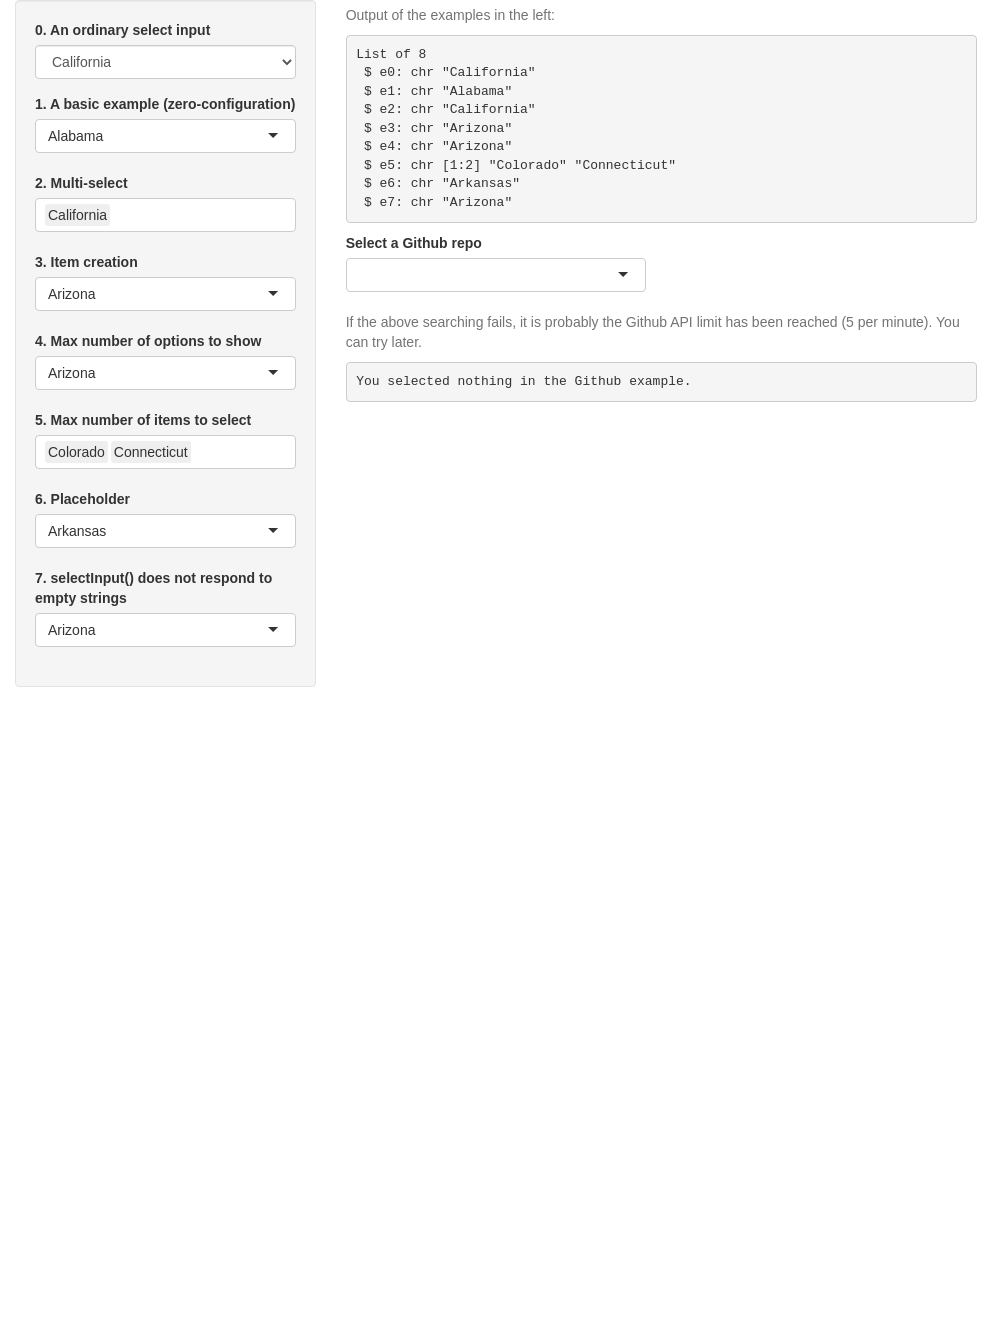 0. An ordinary select input
California
1. A basic example (zero-configuration)
Alabama
2. Multi-select
California
3. Item creation
Arizona
4. Max number of options to show
Arizona
5. Max number of items to select
Colorado Connecticut
6. Placeholder
Arkansas
7. selectInput() does not respond to
empty strings
Arizona
Output of the examples in the left:
List of 8
 $ e0: chr "California"
 $ e1: chr "Alabama"
 $ e2: chr "California"
 $ e3: chr "Arizona"
 $ e4: chr "Arizona"
 $ e5: chr [1:2] "Colorado" "Connecticut"
 $ e6: chr "Arkansas"
 $ e7: chr "Arizona"
Select a Github repo
If the above searching fails, it is probably the Github API limit has been reached (5 per minute). You
can try later.
You selected nothing in the Github example.